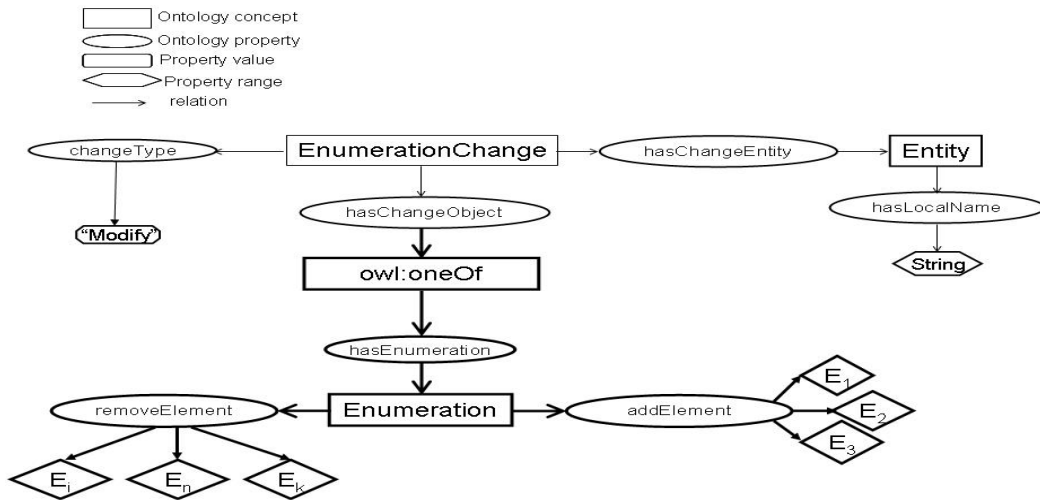 Ontology concept
Ontology property
Property value
Property range
relation
changeType
EnumerationChange
hasChangeEntity
Entity
hasChangeObject
hasLocalName
"Modify"
owl:oneOf
String
hasEnumeration
removeElement
Enumeration
addElement
E1
E2
E3
Ei
En
Ek